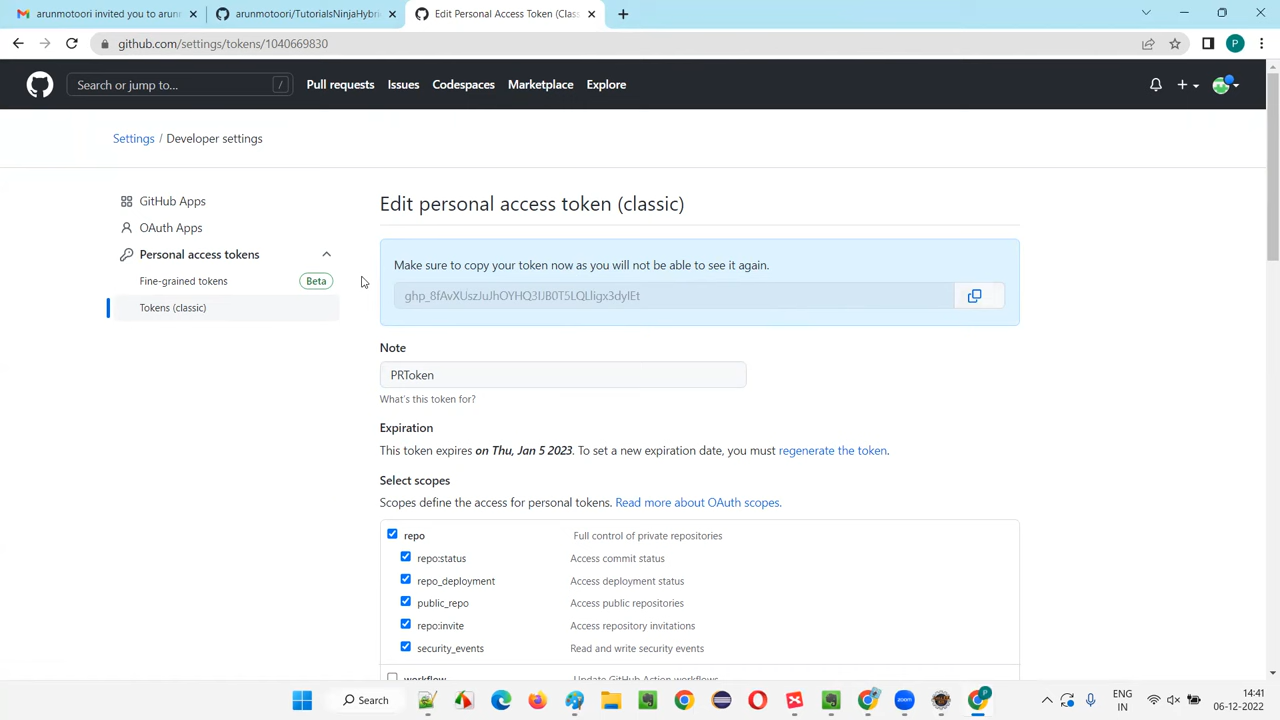 arunmotoori invited you to arunm
arunmotoori/TutorialsNinjaHybri
Edit Personal Access Token (Clas
github.com/settings/tokens/1040669830
P
Search or jump to... /
Pull requests
Issues
Codespaces
Marketplace
Explore
Settings / Developer settings
GitHub Apps
OAuth Apps
Personal access tokens
Fine-grained tokens Beta
Tokens (classic)
Edit personal access token (classic)
Make sure to copy your token now as you will not be able to see it again.
Note
PRToken
What's this token for?
Expiration
This token expires on Thu, Jan 5 2023. To set a new expiration date, you must regenerate the token.
Select scopes
Scopes define the access for personal tokens. Read more about OAuth scopes.
repo Full control of private repositories
repo:status Access commit status
repo_deployment Access deployment status
public_repo Access public repositories
repo:invite Access repository invitations
security_events Read and write security events
workflow Update GitHub Action workflows
Search
P
ENG
IN
14:41
06-12-2022